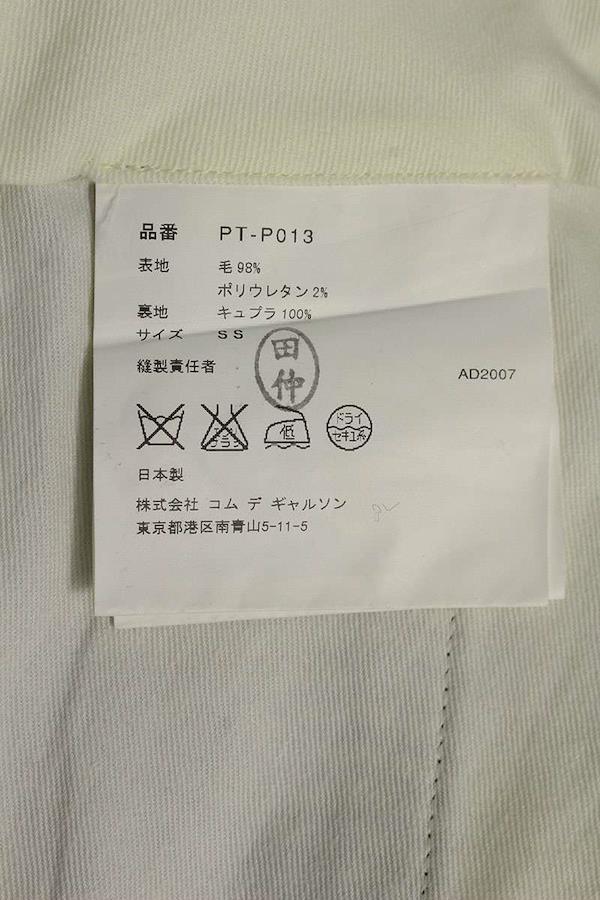 品番 PT-P013
表地 毛 98%
ポリウレタン 2%
裏地 キュプラ 100%
サイズ SS
縫製責任者 田仲
AD2007
低
ドライ
セキユ系
日本製
株式会社 コム デ ギャルソン
東京都港区南青山5-11-5